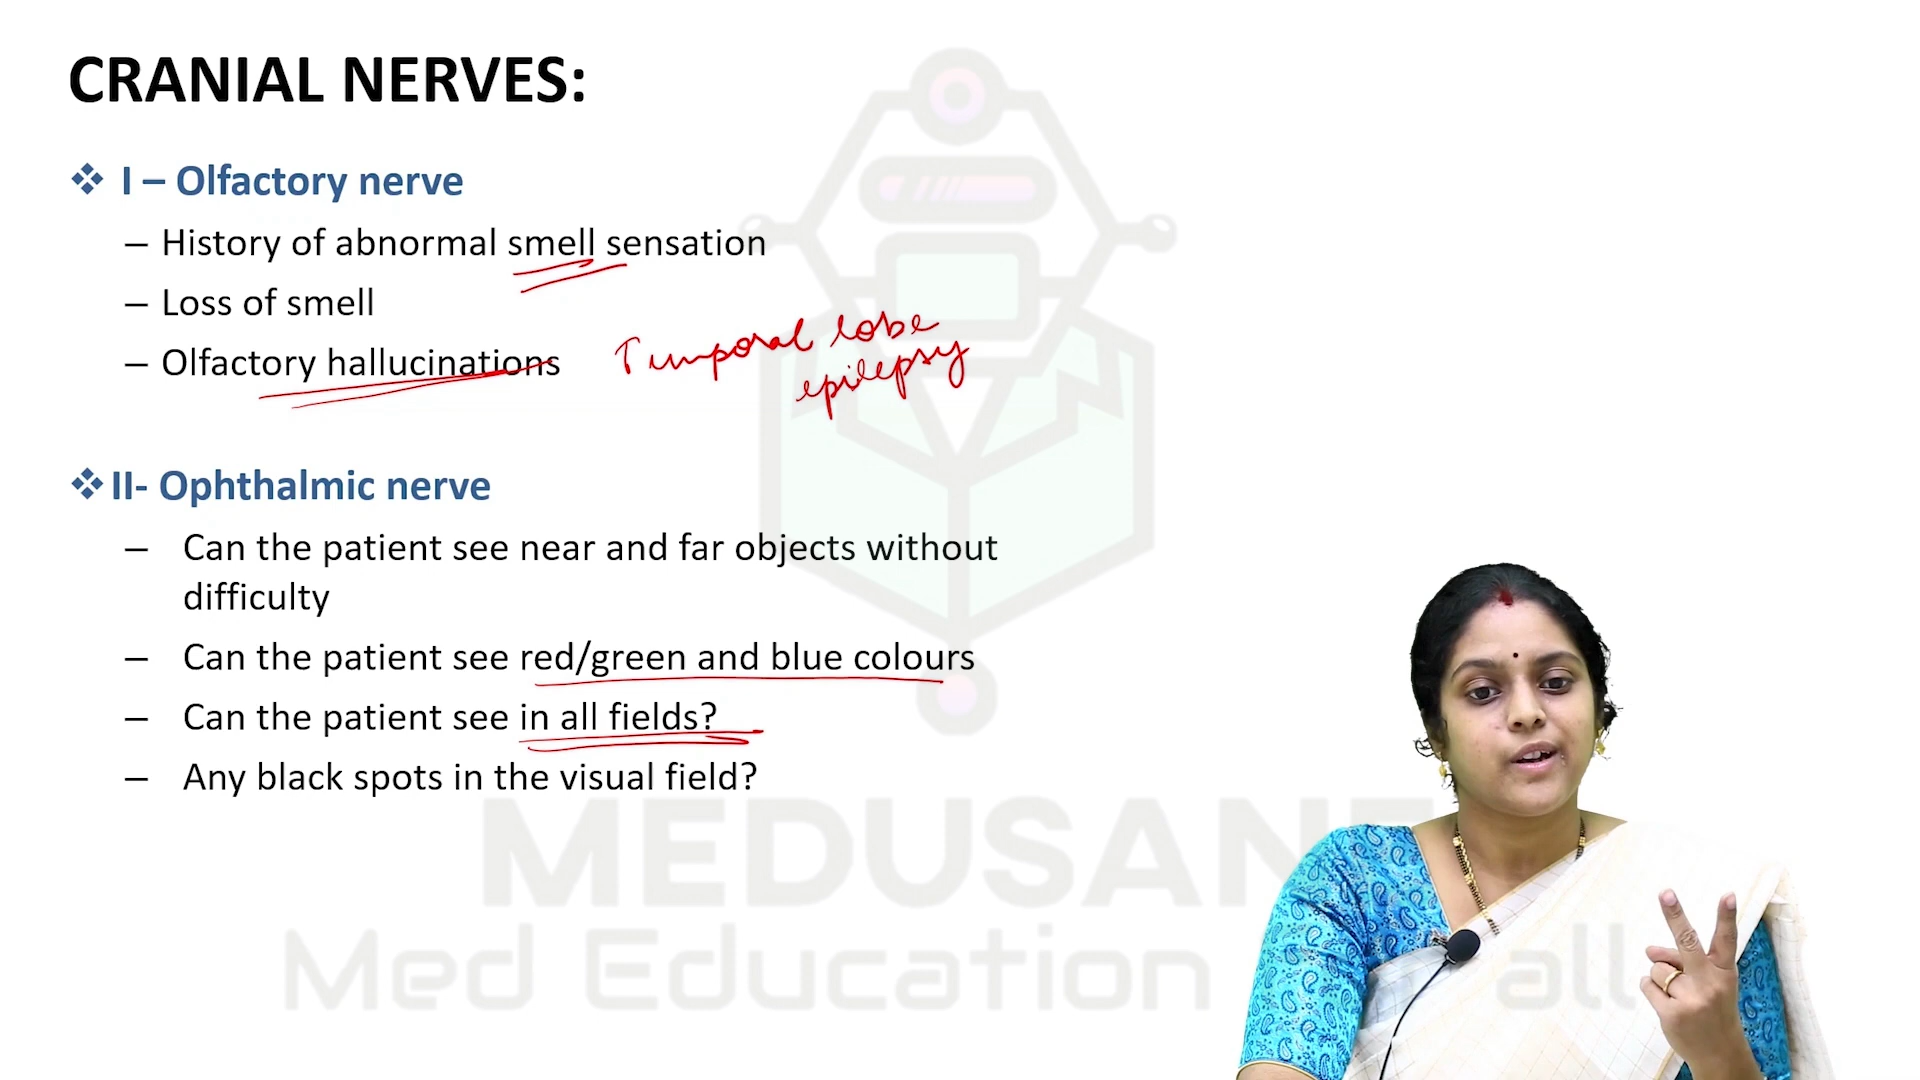 CRANIAL NERVES:
❖ I – Olfactory nerve
– History of abnormal smell sensation
– Loss of smell
– Olfactory hallucinations
Temporal lobe
epilepsy
❖ II- Ophthalmic nerve
– Can the patient see near and far objects without
difficulty
– Can the patient see red/green and blue colours
– Can the patient see in all fields?
– Any black spots in the visual field?
MEDUSANE
Med Education all